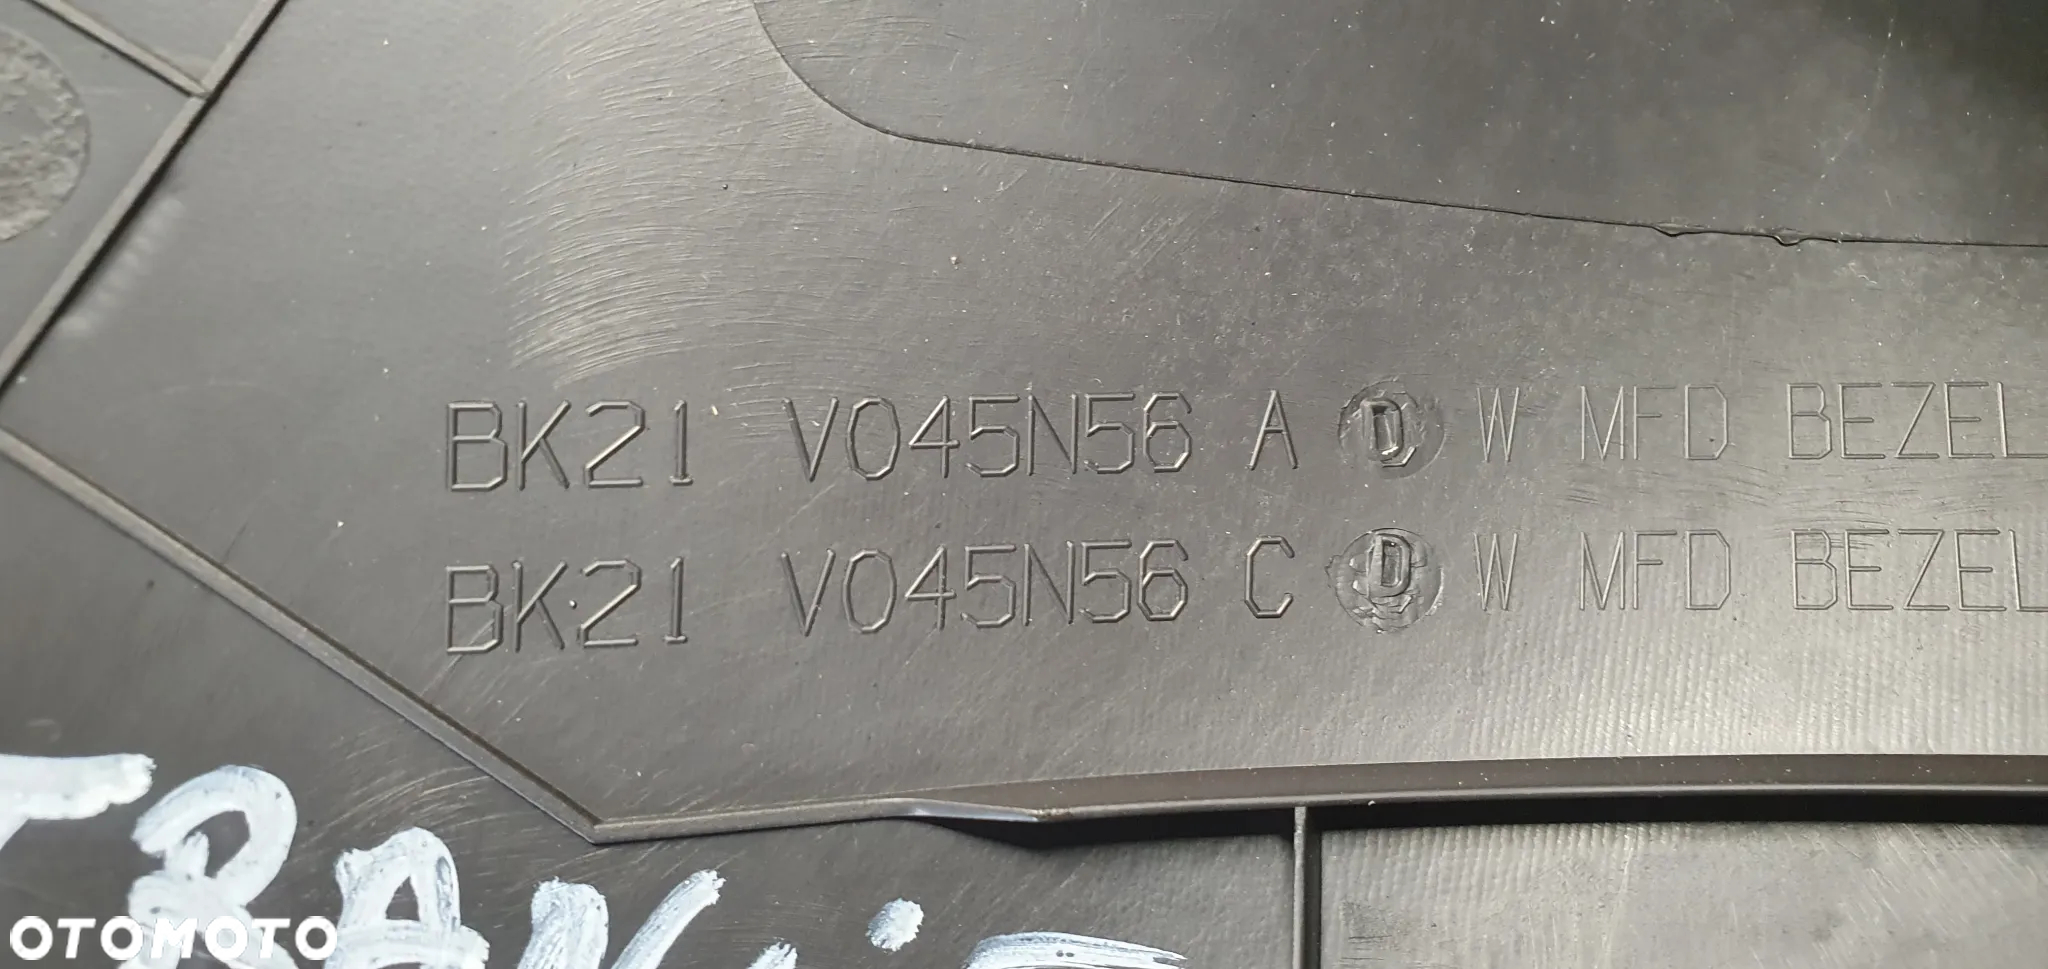 BK21 V045N56 A D W MFD BEZEL
BK21 V045N56 C D W MFD BEZEL
OTOMOTO